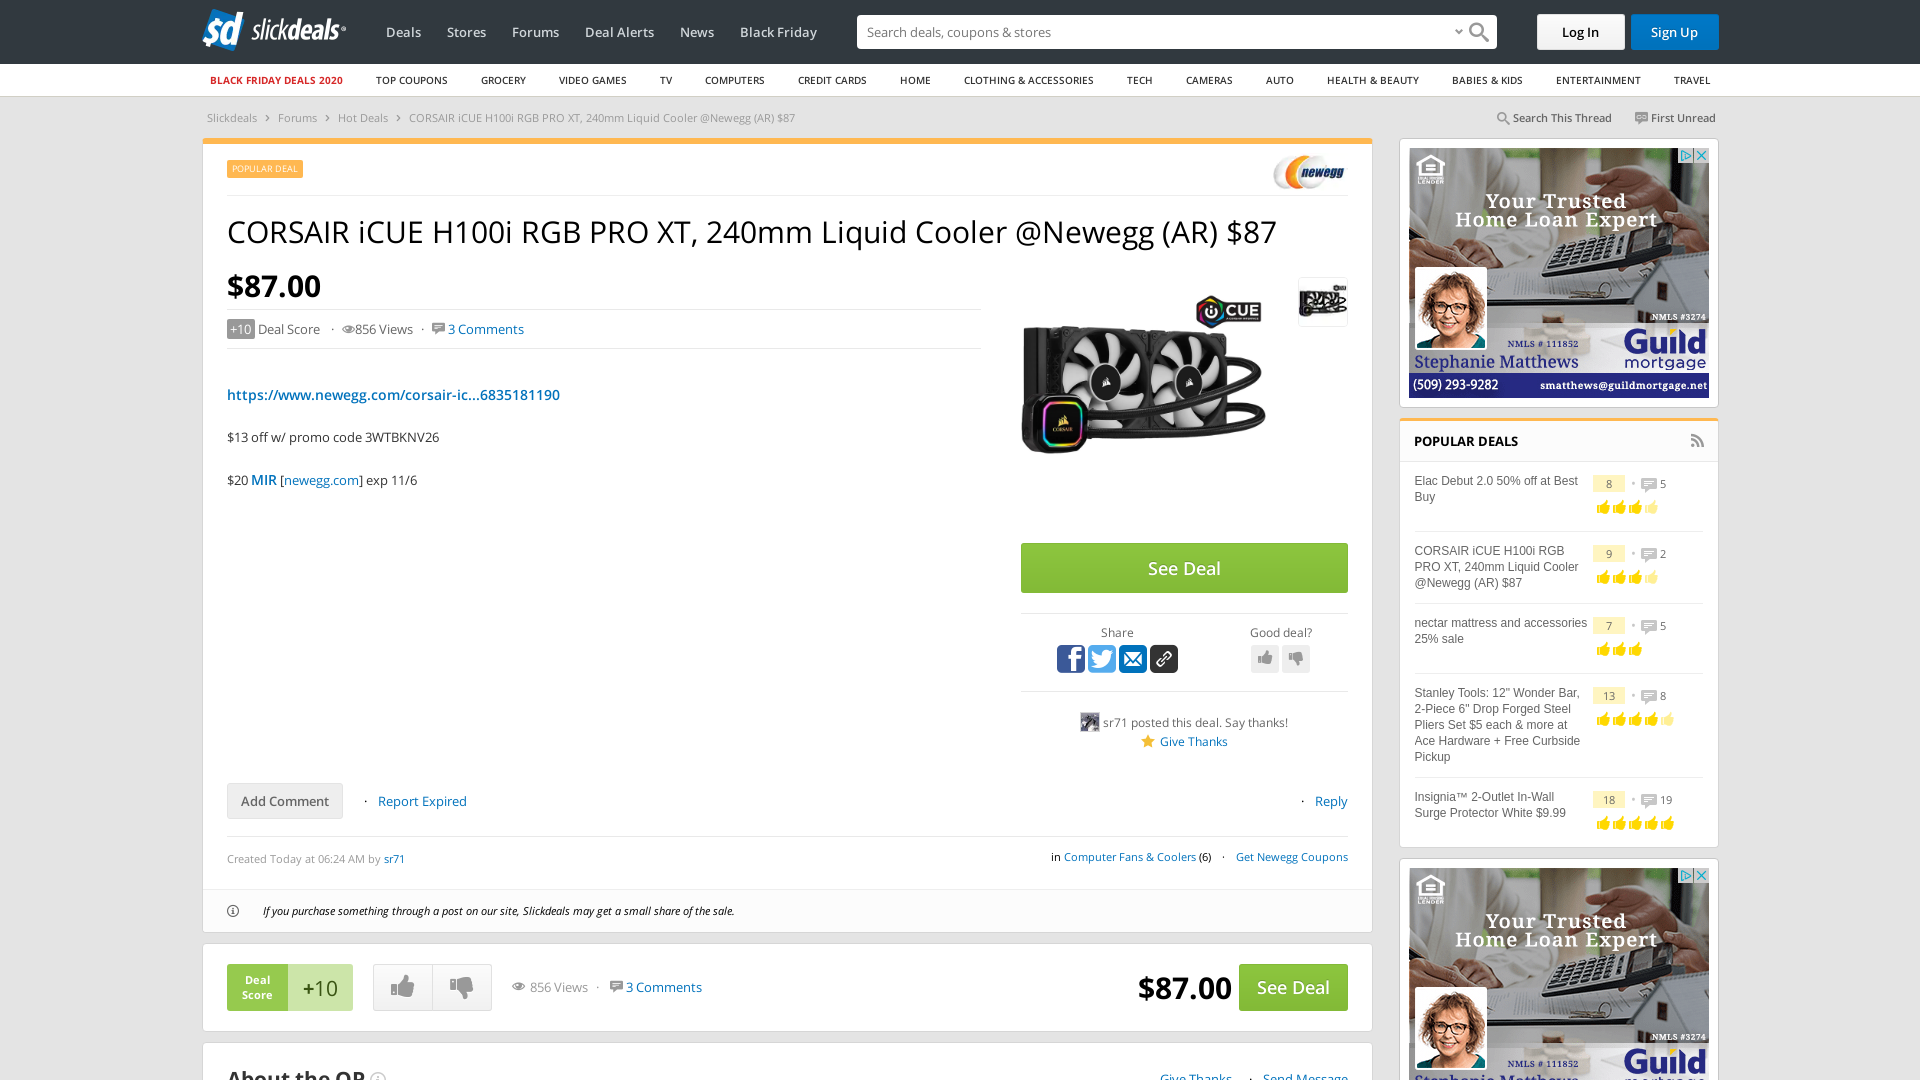 slickdeals
Deals
Stores
Forums
Deal Alerts
News
Black Friday
Search deals, coupons & stores
Log In
Sign Up
BLACK FRIDAY DEALS 2020
TOP COUPONS
GROCERY
VIDEO GAMES
TV
COMPUTERS
CREDIT CARDS
HOME
CLOTHING & ACCESSORIES
TECH
CAMERAS
AUTO
HEALTH & BEAUTY
BABIES & KIDS
ENTERTAINMENT
TRAVEL
Slickdeals > Forums > Hot Deals > CORSAIR iCUE H100i RGB PRO XT, 240mm Liquid Cooler @Newegg (AR) $87
Search This Thread
First Unread
POPULAR DEAL
newegg
CORSAIR iCUE H100i RGB PRO XT, 240mm Liquid Cooler @Newegg (AR) $87
$87.00
+10 Deal Score · 856 Views · 3 Comments
https://www.newegg.com/corsair-ic...6835181190
$13 off w/ promo code 3WTBKNV26
$20 MIR [newegg.com] exp 11/6
iCUE
CORSAIR
See Deal
Share
Good deal?
sr71 posted this deal. Say thanks!
Give Thanks
Add Comment
· Report Expired
· Reply
Created Today at 06:24 AM by sr71
in Computer Fans & Coolers (6) · Get Newegg Coupons
If you purchase something through a post on our site, Slickdeals may get a small share of the sale.
Deal
Score
+10
856 Views · 3 Comments
$87.00
See Deal
About the OP
Give Thanks · Send Message
Your Trusted
Home Loan Expert
NMLS #3274
NMLS # 111852
Guild
mortgage
Stephanie Matthews
(509) 293-9282
smatthews@guildmortgage.net
POPULAR DEALS
Elac Debut 2.0 50% off at Best
Buy
8 · 5
CORSAIR iCUE H100i RGB
PRO XT, 240mm Liquid Cooler
@Newegg (AR) $87
9 · 2
nectar mattress and accessories
25% sale
7 · 5
Stanley Tools: 12" Wonder Bar,
2-Piece 6" Drop Forged Steel
Pliers Set $5 each & more at
Ace Hardware + Free Curbside
Pickup
13 · 8
Insignia™ 2-Outlet In-Wall
Surge Protector White $9.99
18 · 19
Your Trusted
Home Loan Expert
NMLS #3274
NMLS # 111852
Guild
Stephanie Matthews